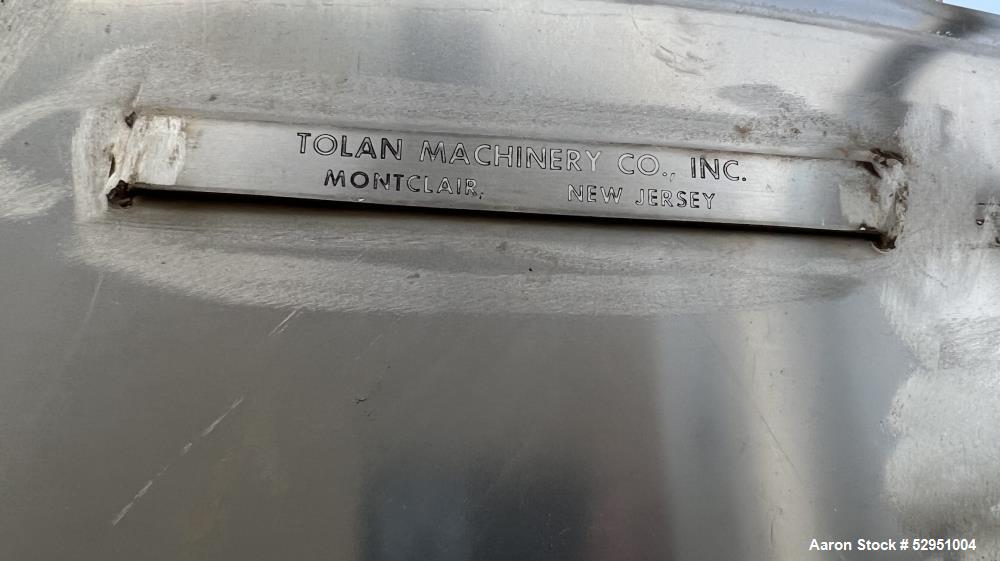 TOLAN MACHINERY CO., INC.
MONTCLAIR, NEW JERSEY
Aaron Stock # 52951004